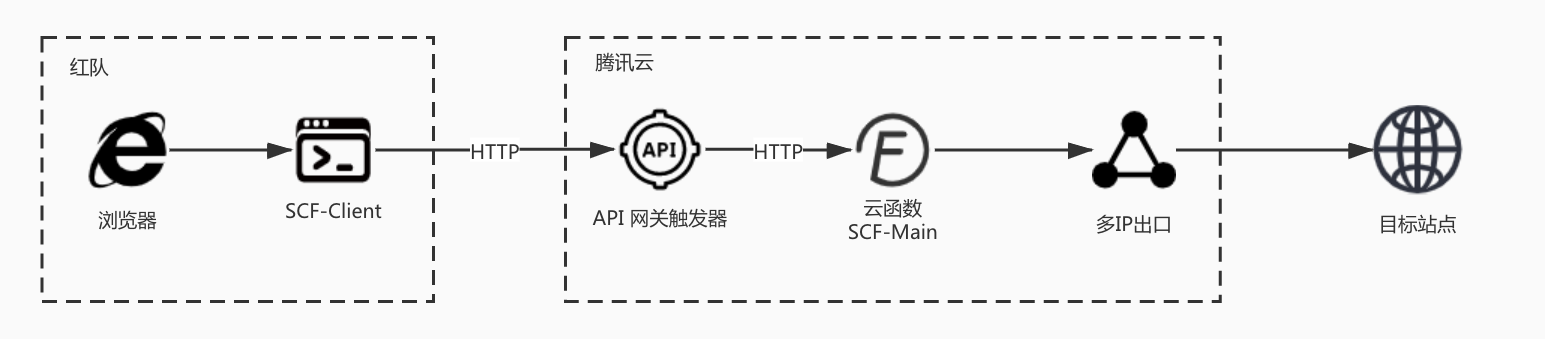 红队
腾讯云
HTTP
API
HTTP
浏览器
SCF-Client
API 网关触发器
云函数
SCF-Main
多IP出口
目标站点